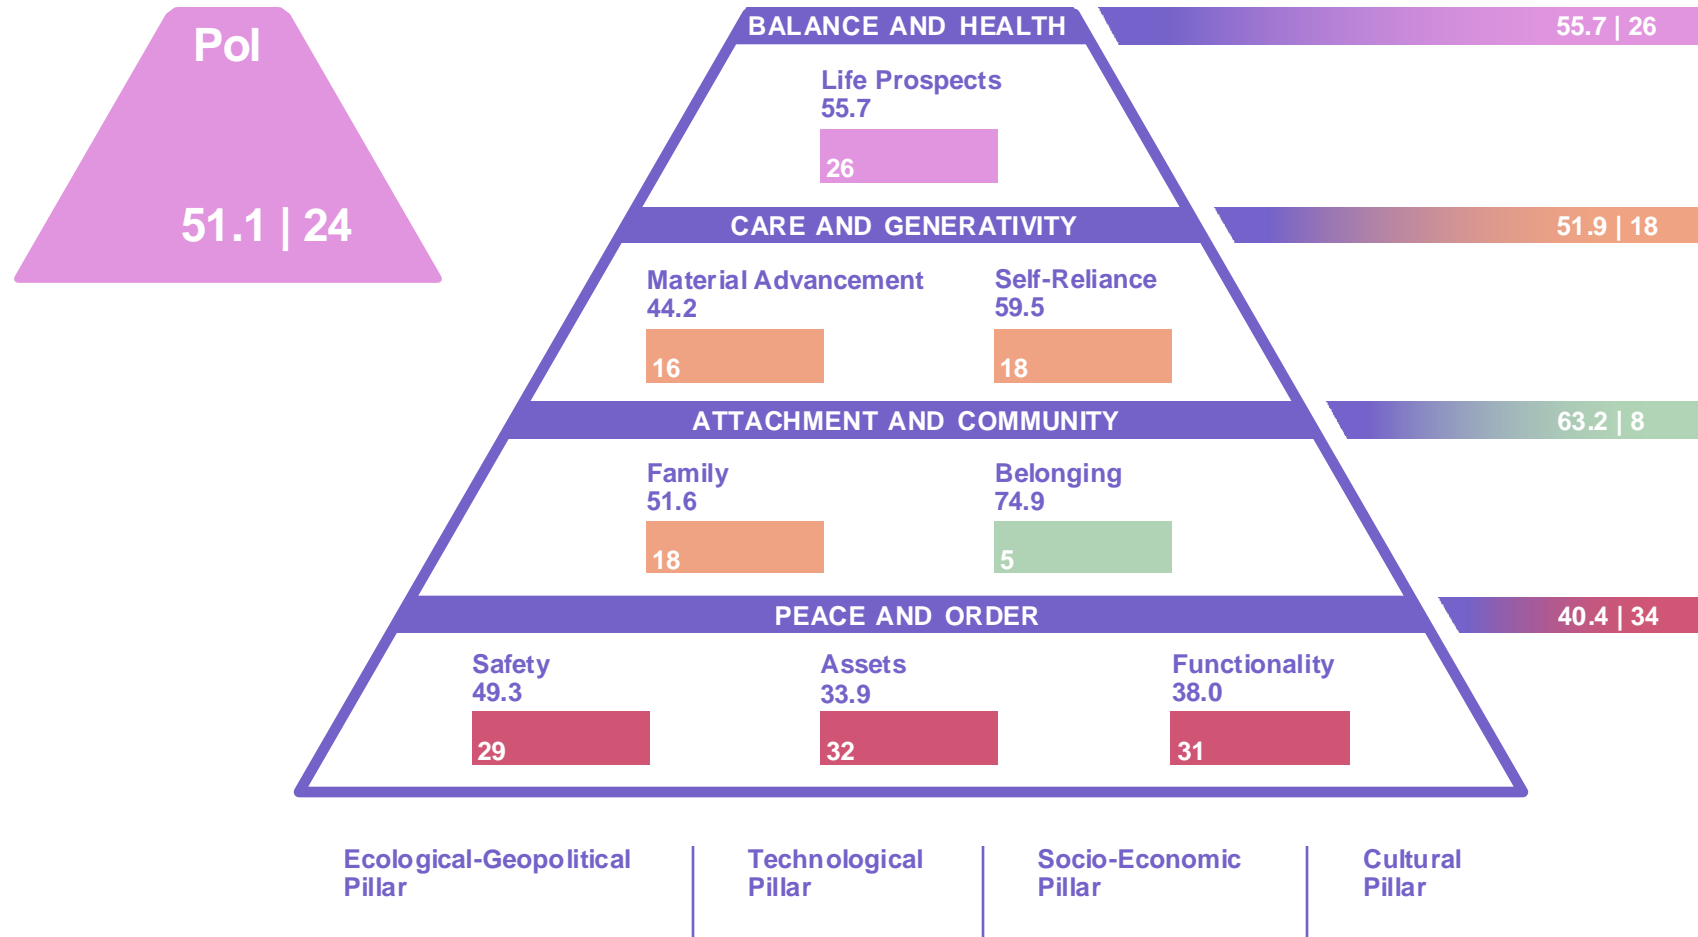 Pol
51.1 | 24
BALANCE AND HEALTH
55.7 | 26
Life Prospects
55.7
26
CARE AND GENERATIVITY
51.9 | 18
Material Advancement
44.2
16
Self-Reliance
59.5
18
ATTACHMENT AND COMMUNITY
63.2 | 8
Family
51.6
18
Belonging
74.9
5
PEACE AND ORDER
40.4 | 34
Safety
49.3
29
Assets
33.9
32
Functionality
38.0
31
Ecological-Geopolitical
Pillar
Technological
Pillar
Socio-Economic
Pillar
Cultural
Pillar